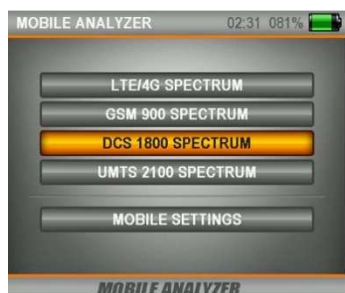 MOBILE ANALYZER 02:31 081%
LTE/4G SPECTRUM
GSM 900 SPECTRUM
DCS 1800 SPECTRUM
UMTS 2100 SPECTRUM
MOBILE SETTINGS
MOBILE ANALYZER